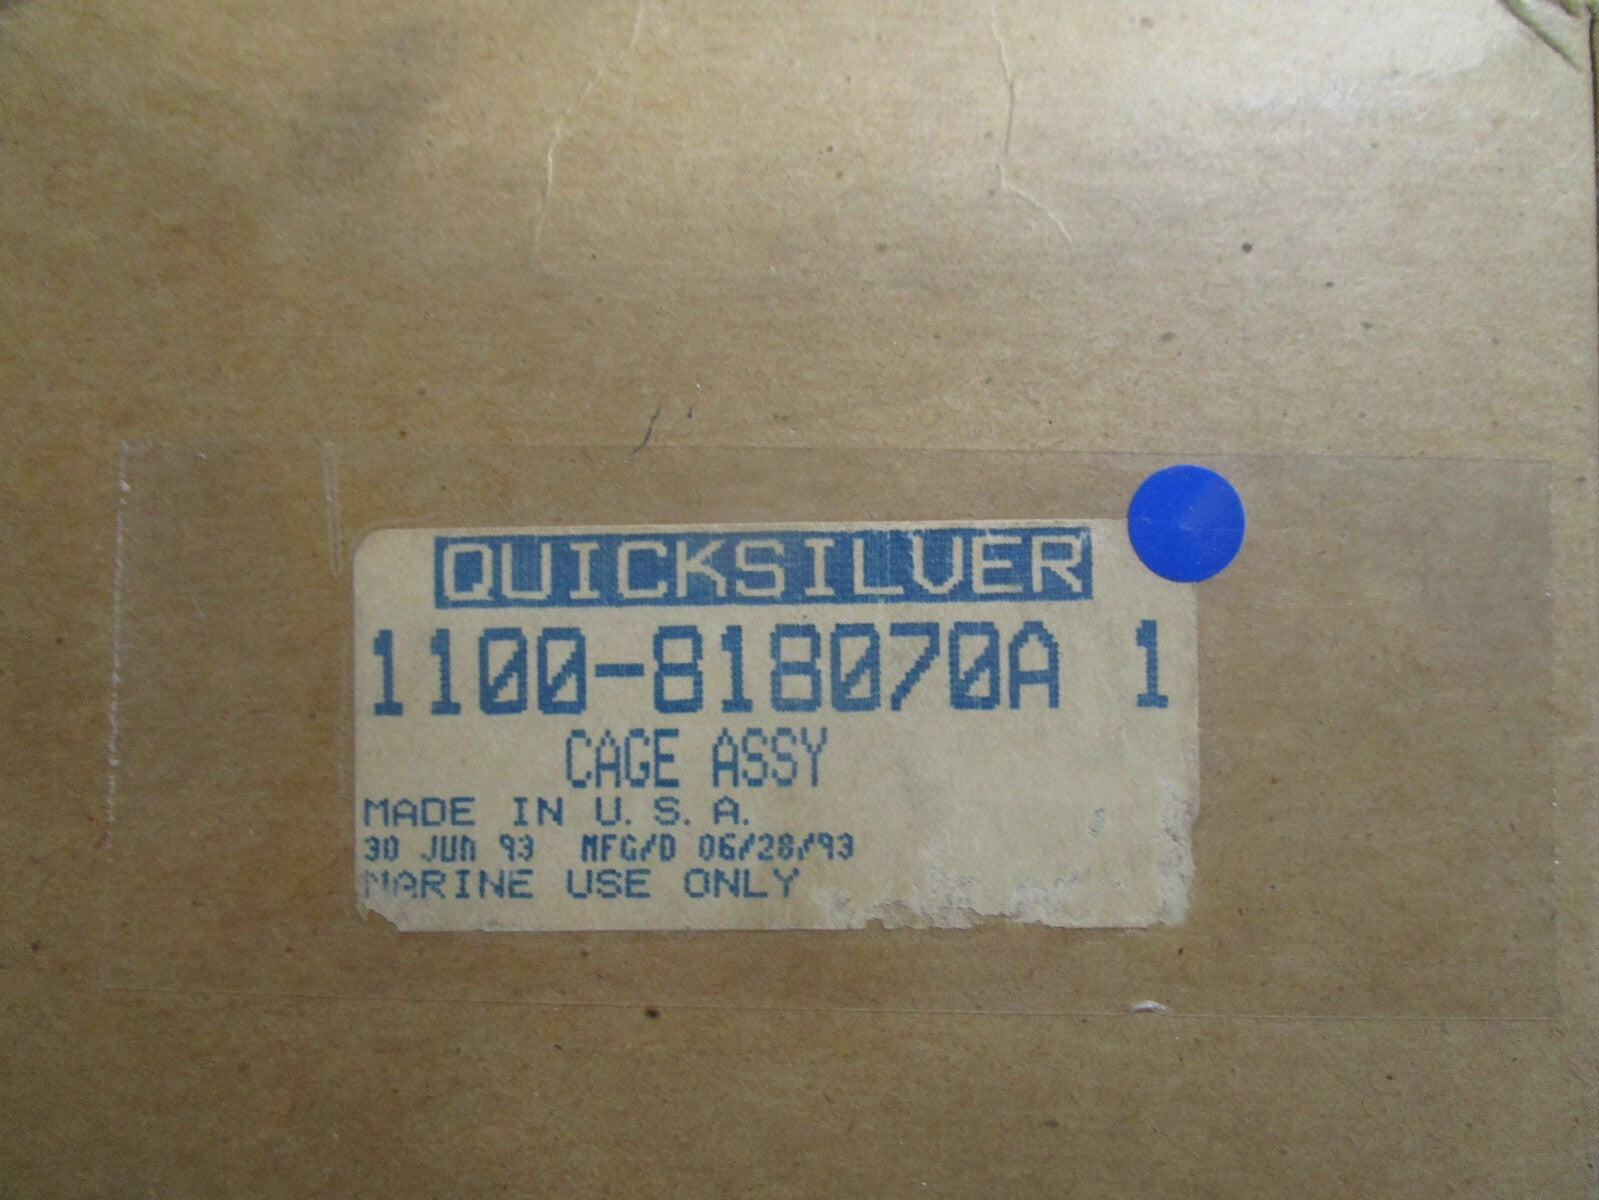 QUICKSILVER
1100-818070A 1
CAGE ASSY
MADE IN U.S.A.
30 JUN 93 MFG/D 06/28/93
MARINE USE ONLY